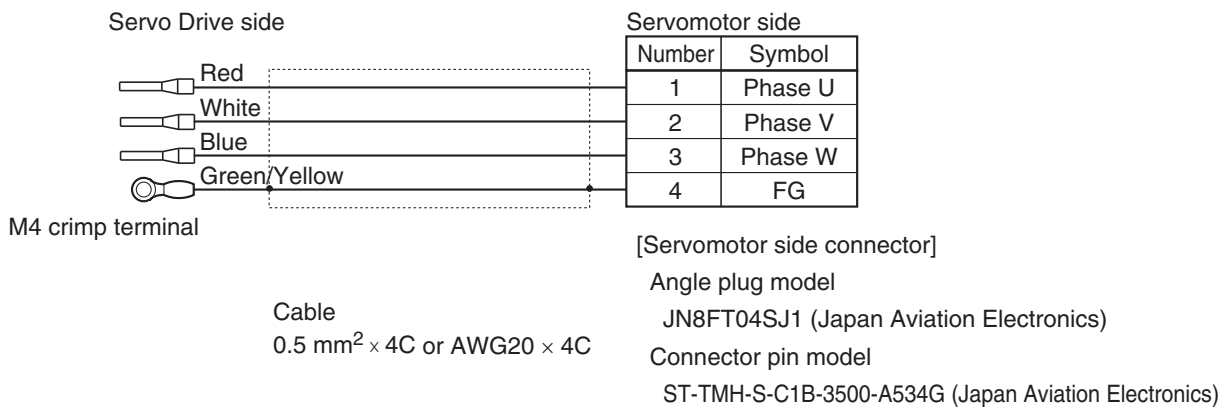 Servo Drive side
Servomotor side
Number Symbol
Red
1 Phase U
White
2 Phase V
Blue
3 Phase W
Green/Yellow
4 FG
M4 crimp terminal
[Servomotor side connector]
Angle plug model
JN8FT04SJ1 (Japan Aviation Electronics)
Connector pin model
ST-TMH-S-C1B-3500-A534G (Japan Aviation Electronics)
Cable
0.5 mm² × 4C or AWG20 × 4C